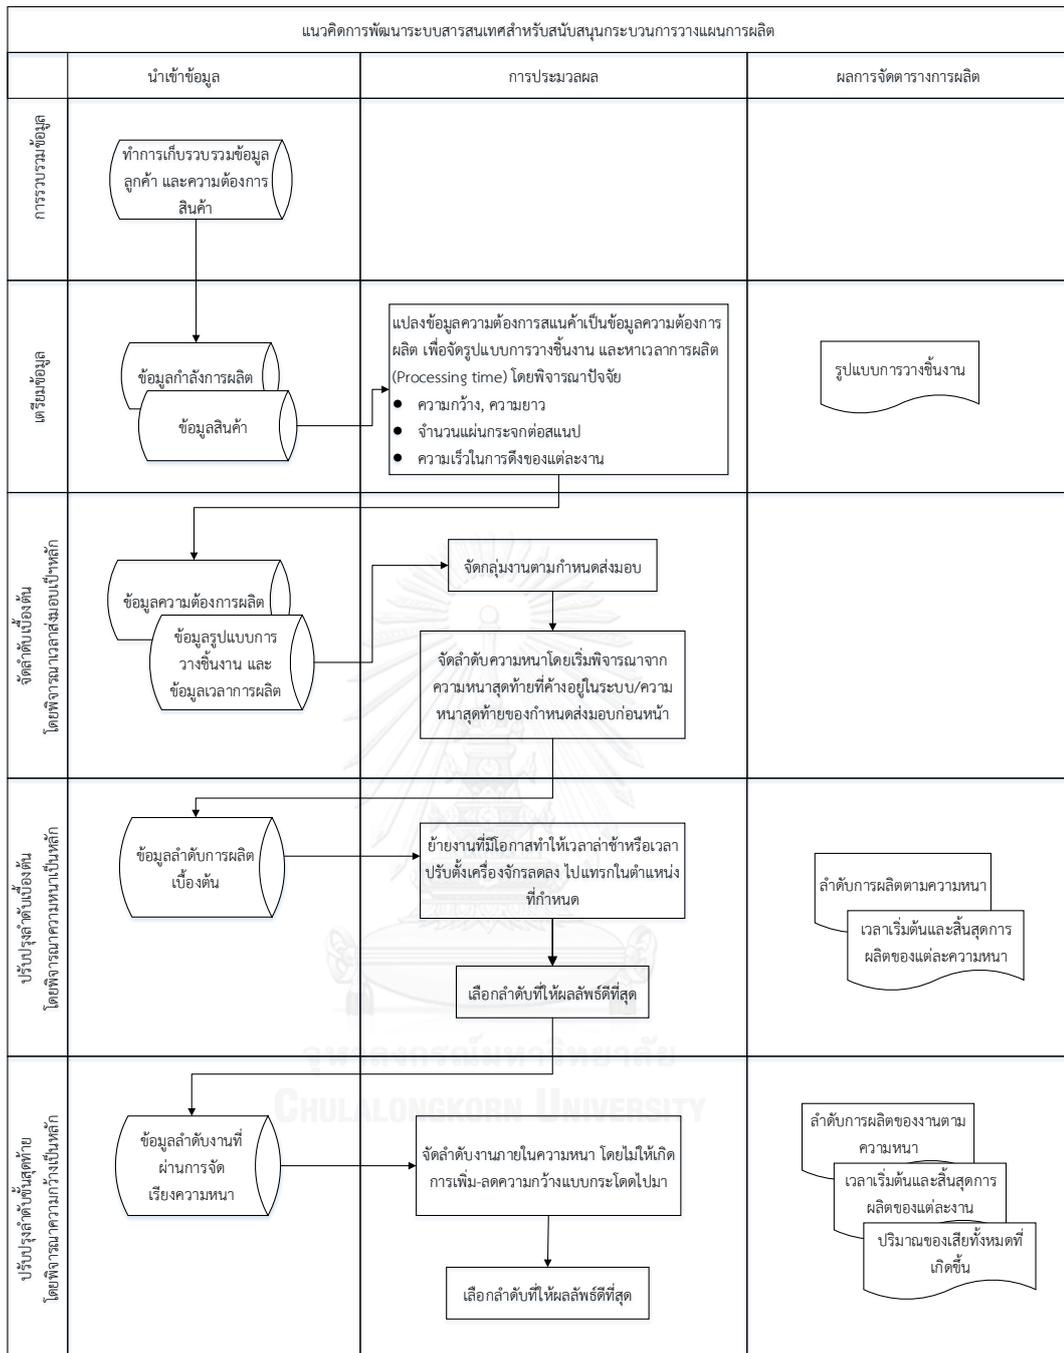 แนวคิดการพัฒนาระบบสารสนเทศสำหรับสนับสนุนกระบวนการวางแผนการผลิต
นำเข้าข้อมูล
การประมวลผล
ผลการจัดตารางการผลิต
การรวบรวมข้อมูล
ทำการเก็บรวบรวมข้อมูล
ลูกค้า และความต้องการ
สินค้า
เตรียมข้อมูล
ข้อมูลกำลังการผลิต
ข้อมูลสินค้า
แปลงข้อมูลความต้องการสแนค้าเป็นข้อมูลความต้องการ
ผลิต เพื่อจัดรูปแบบการวางชิ้นงาน และหาเวลาการผลิต
(Processing time) โดยพิจารณาปัจจัย
● ความกว้าง, ความยาว
● จำนวนแผ่นกระจกต่อสแนป
● ความเร็วในการดึงของแต่ละงาน
รูปแบบการวางชิ้นงาน
จัดลำดับเบื้องต้น
โดยพิจารณาเวลาส่งมอบเป็ฯหลัก
ข้อมูลความต้องการผลิต
ข้อมูลรูปแบบการ
วางชิ้นงาน และ
ข้อมูลเวลาการผลิต
จัดกลุ่มงานตามกำหนดส่งมอบ
จัดลำดับความหนาโดยเริ่มพิจารณาจาก
ความหนาสุดท้ายที่ค้างอยู่ในระบบ/ความ
หนาสุดท้ายของกำหนดส่งมอบก่อนหน้า
ปรับปรุงลำดับเบื้องต้น
โดยพิจารณาความหนาเป็นหลัก
ข้อมูลลำดับการผลิต
เบื้องต้น
ย้ายงานที่มีโอกาสทำให้เวลาล่าช้าหรือเวลา
ปรับตั้งเครื่องจักรลดลง ไปแทรกในตำแหน่ง
ที่กำหนด
เลือกลำดับที่ให้ผลลัพธ์ดีที่สุด
ลำดับการผลิตตามความหนา
เวลาเริ่มต้นและสิ้นสุดการ
ผลิตของแต่ละความหนา
จุฬาลงกรณ์มหาวิทยาลัย
CHULALONGKORN UNIVERSITY
ปรับปรุงลำดับขั้นสุดท้าย
โดยพิจารณาความกว้างเป็นหลัก
ข้อมูลลำดับงานที่
ผ่านการจัด
เรียงความหนา
จัดลำดับงานภายในความหนา โดยไม่ให้เกิด
การเพิ่ม-ลดความกว้างแบบกระโดดไปมา
เลือกลำดับที่ให้ผลลัพธ์ดีที่สุด
ลำดับการผลิตของงานตาม
ความหนา
เวลาเริ่มต้นและสิ้นสุดการ
ผลิตของแต่ละงาน
ปริมาณของเสียทั้งหมดที่
เกิดขึ้น